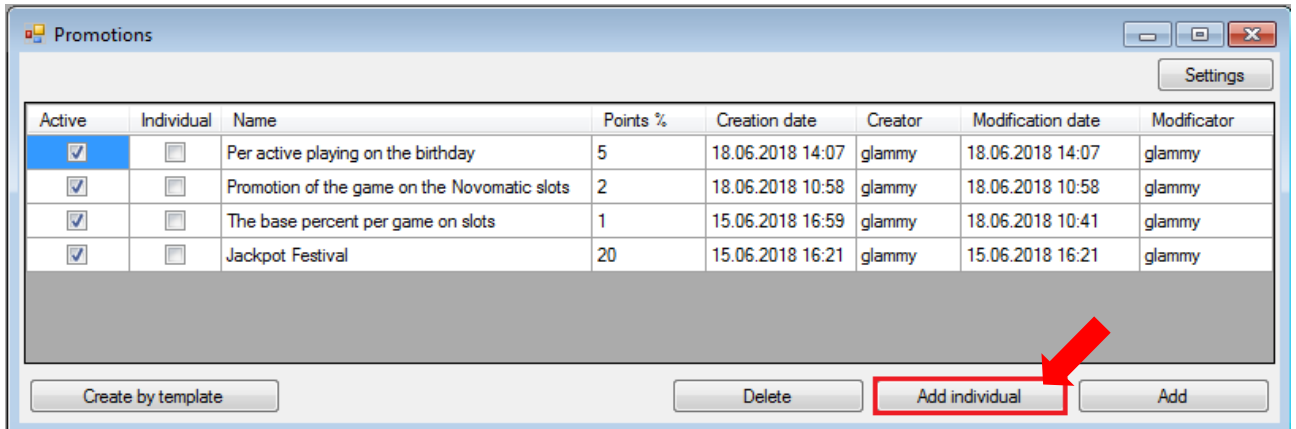 Promotions
Settings
Active Individual Name Points % Creation date Creator Modification date Modificator
Per active playing on the birthday 5 18.06.2018 14:07 glammy 18.06.2018 14:07 glammy
Promotion of the game on the Novomatic slots 2 18.06.2018 10:58 glammy 18.06.2018 10:58 glammy
The base percent per game on slots 1 15.06.2018 16:59 glammy 18.06.2018 10:41 glammy
Jackpot Festival 20 15.06.2018 16:21 glammy 15.06.2018 16:21 glammy
Create by template Delete Add individual Add